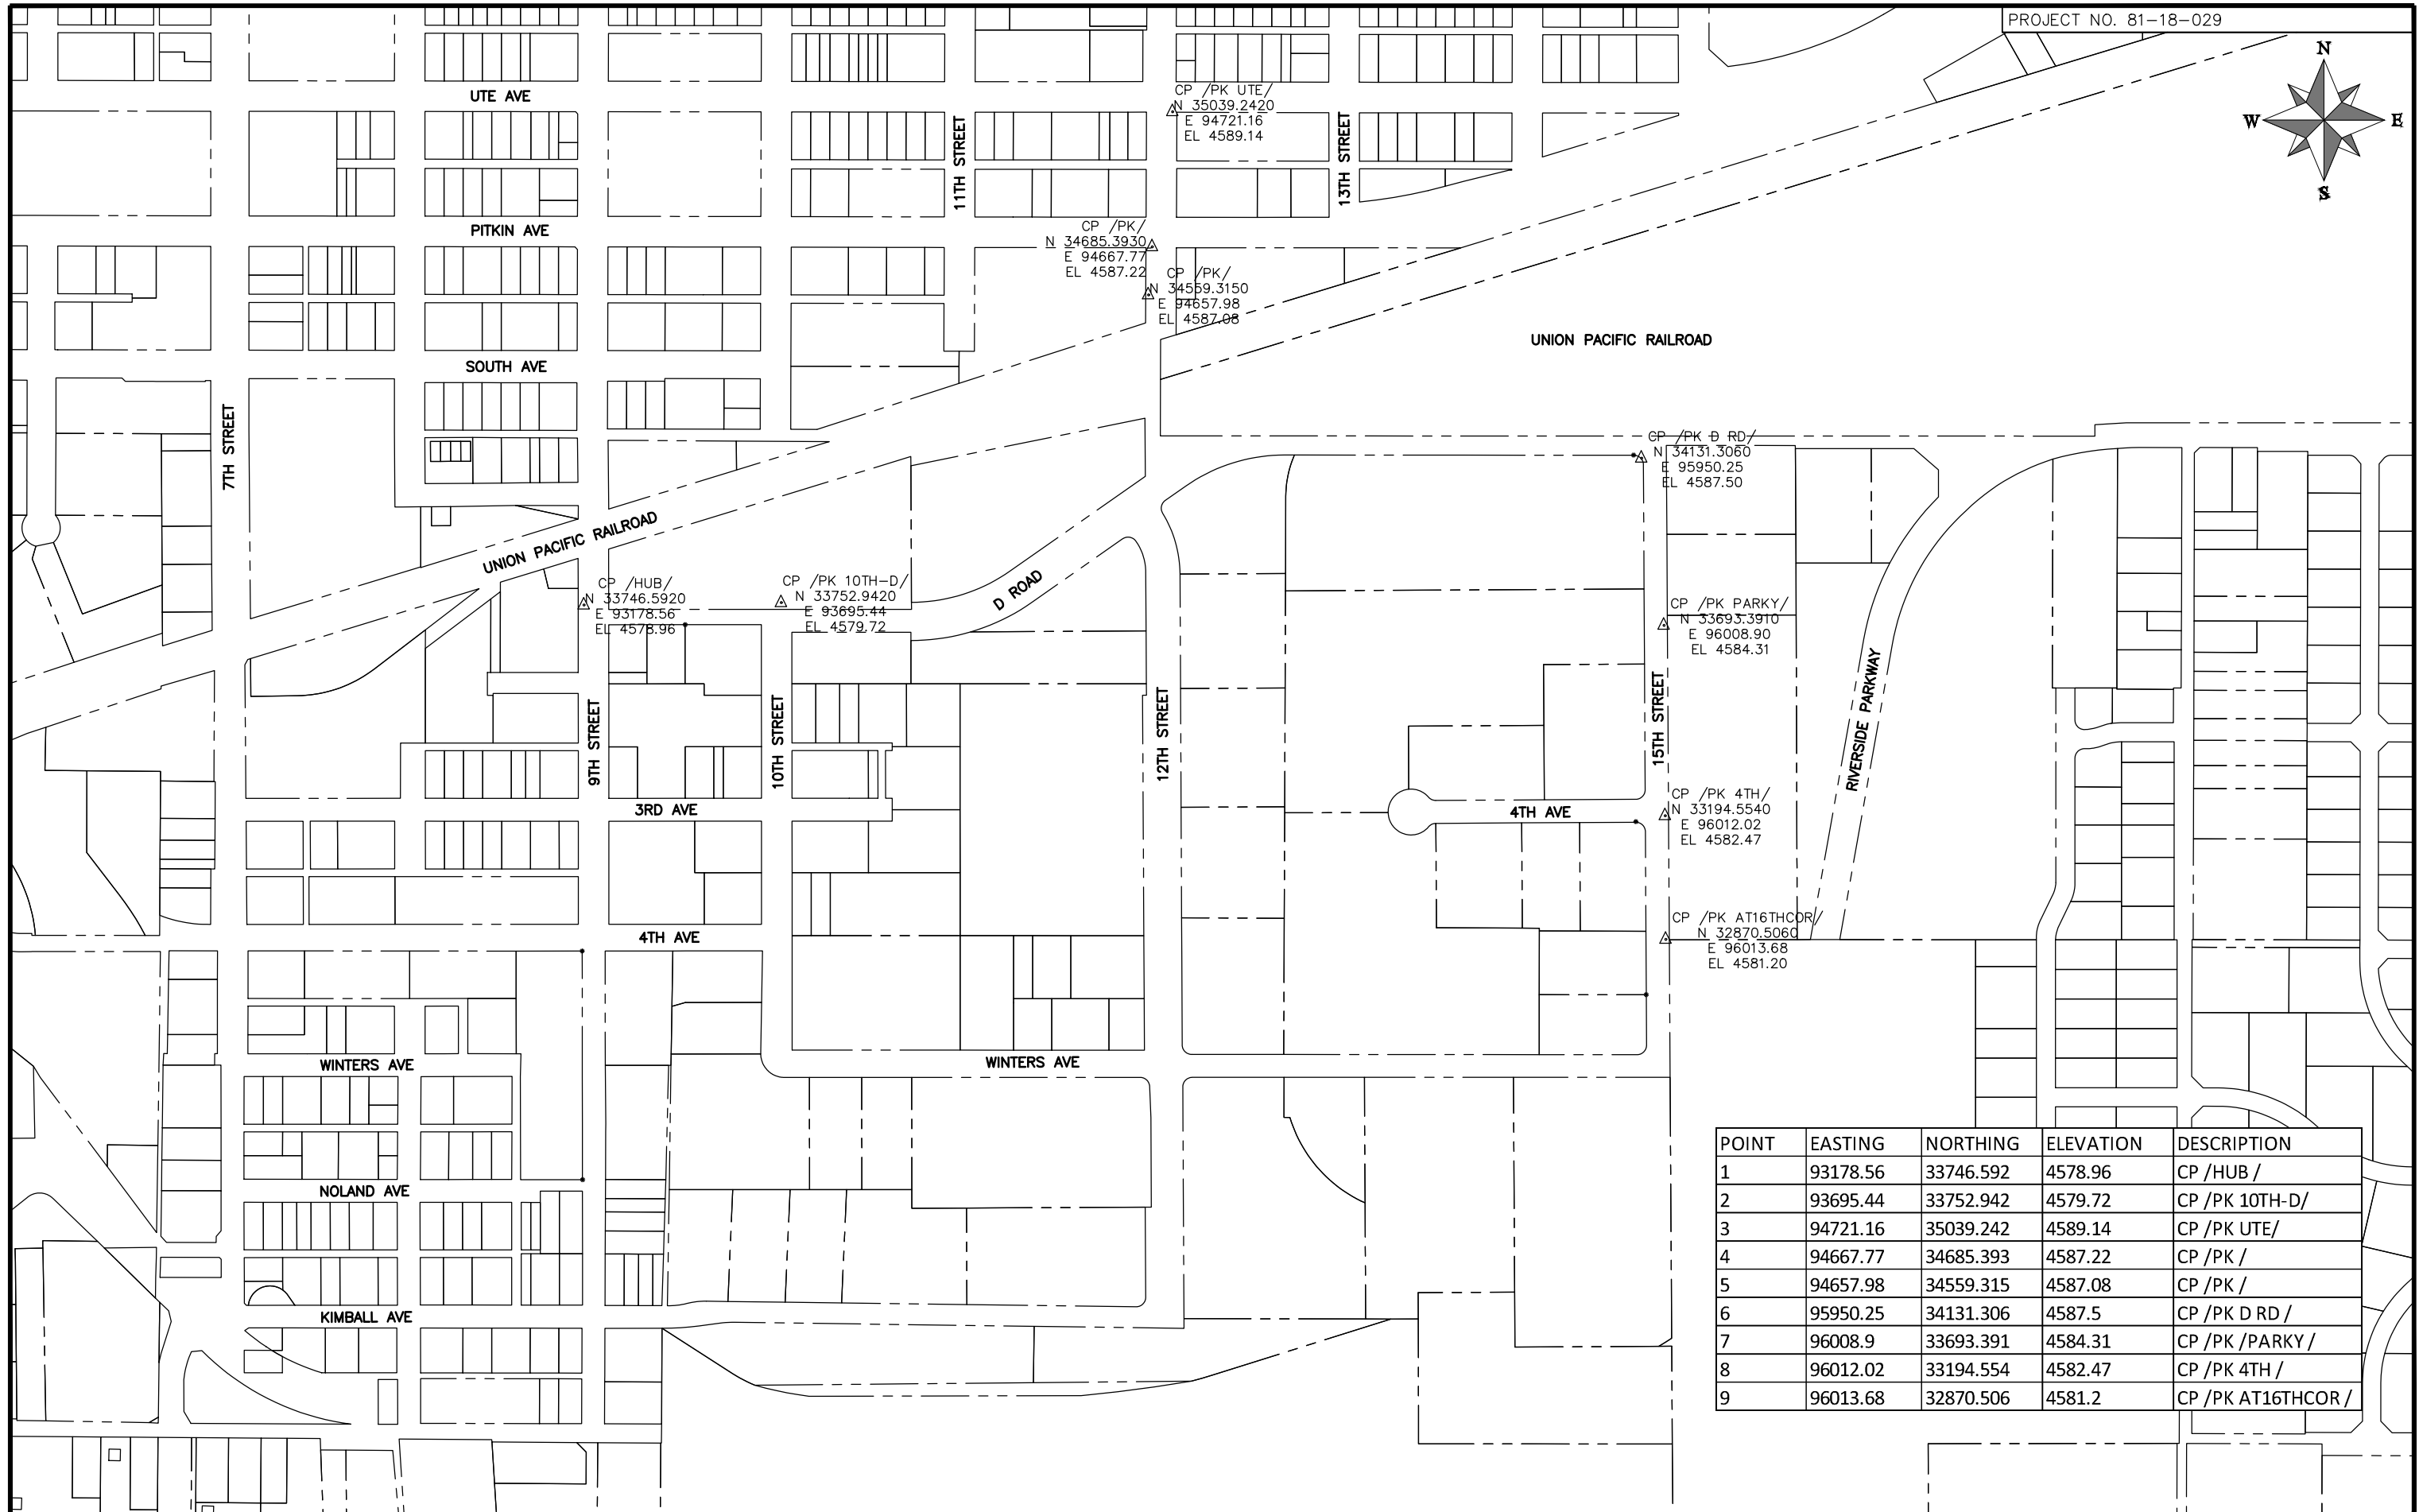 PROJECT NO. 81-18-029
N
W E
S
UTE AVE
CP /PK UTE/
N 35039.2420
E 94721.16
EL 4589.14
11TH STREET
13TH STREET
PITKIN AVE
CP /PK/
N 34685.3930
E 94667.77
EL 4587.22
CP /PK/
N 34559.3150
E 94657.98
EL 4587.08
UNION PACIFIC RAILROAD
SOUTH AVE
7TH STREET
CP /PK D RD/
N 34131.3060
E 95950.25
EL 4587.50
UNION PACIFIC RAILROAD
CP /HUB/
N 33746.5920
E 93178.56
EL 4578.96
CP /PK 10TH-D/
N 33752.9420
E 93695.44
EL 4579.72
D ROAD
CP /PK PARKY/
N 33693.3910
E 96008.90
EL 4584.31
9TH STREET
10TH STREET
12TH STREET
15TH STREET
RIVERSIDE PARKWAY
3RD AVE
4TH AVE
CP /PK 4TH/
N 33194.5540
E 96012.02
EL 4582.47
4TH AVE
CP /PK AT16THCOR/
N 32870.5060
E 96013.68
EL 4581.20
WINTERS AVE
WINTERS AVE
NOLAND AVE
KIMBALL AVE
POINT EASTING NORTHING ELEVATION DESCRIPTION
1 93178.56 33746.592 4578.96 CP /HUB /
2 93695.44 33752.942 4579.72 CP /PK 10TH-D/
3 94721.16 35039.242 4589.14 CP /PK UTE/
4 94667.77 34685.393 4587.22 CP /PK /
5 94657.98 34559.315 4587.08 CP /PK /
6 95950.25 34131.306 4587.5 CP /PK D RD /
7 96008.9 33693.391 4584.31 CP /PK /PARKY /
8 96012.02 33194.554 4582.47 CP /PK 4TH /
9 96013.68 32870.506 4581.2 CP /PK AT16THCOR /